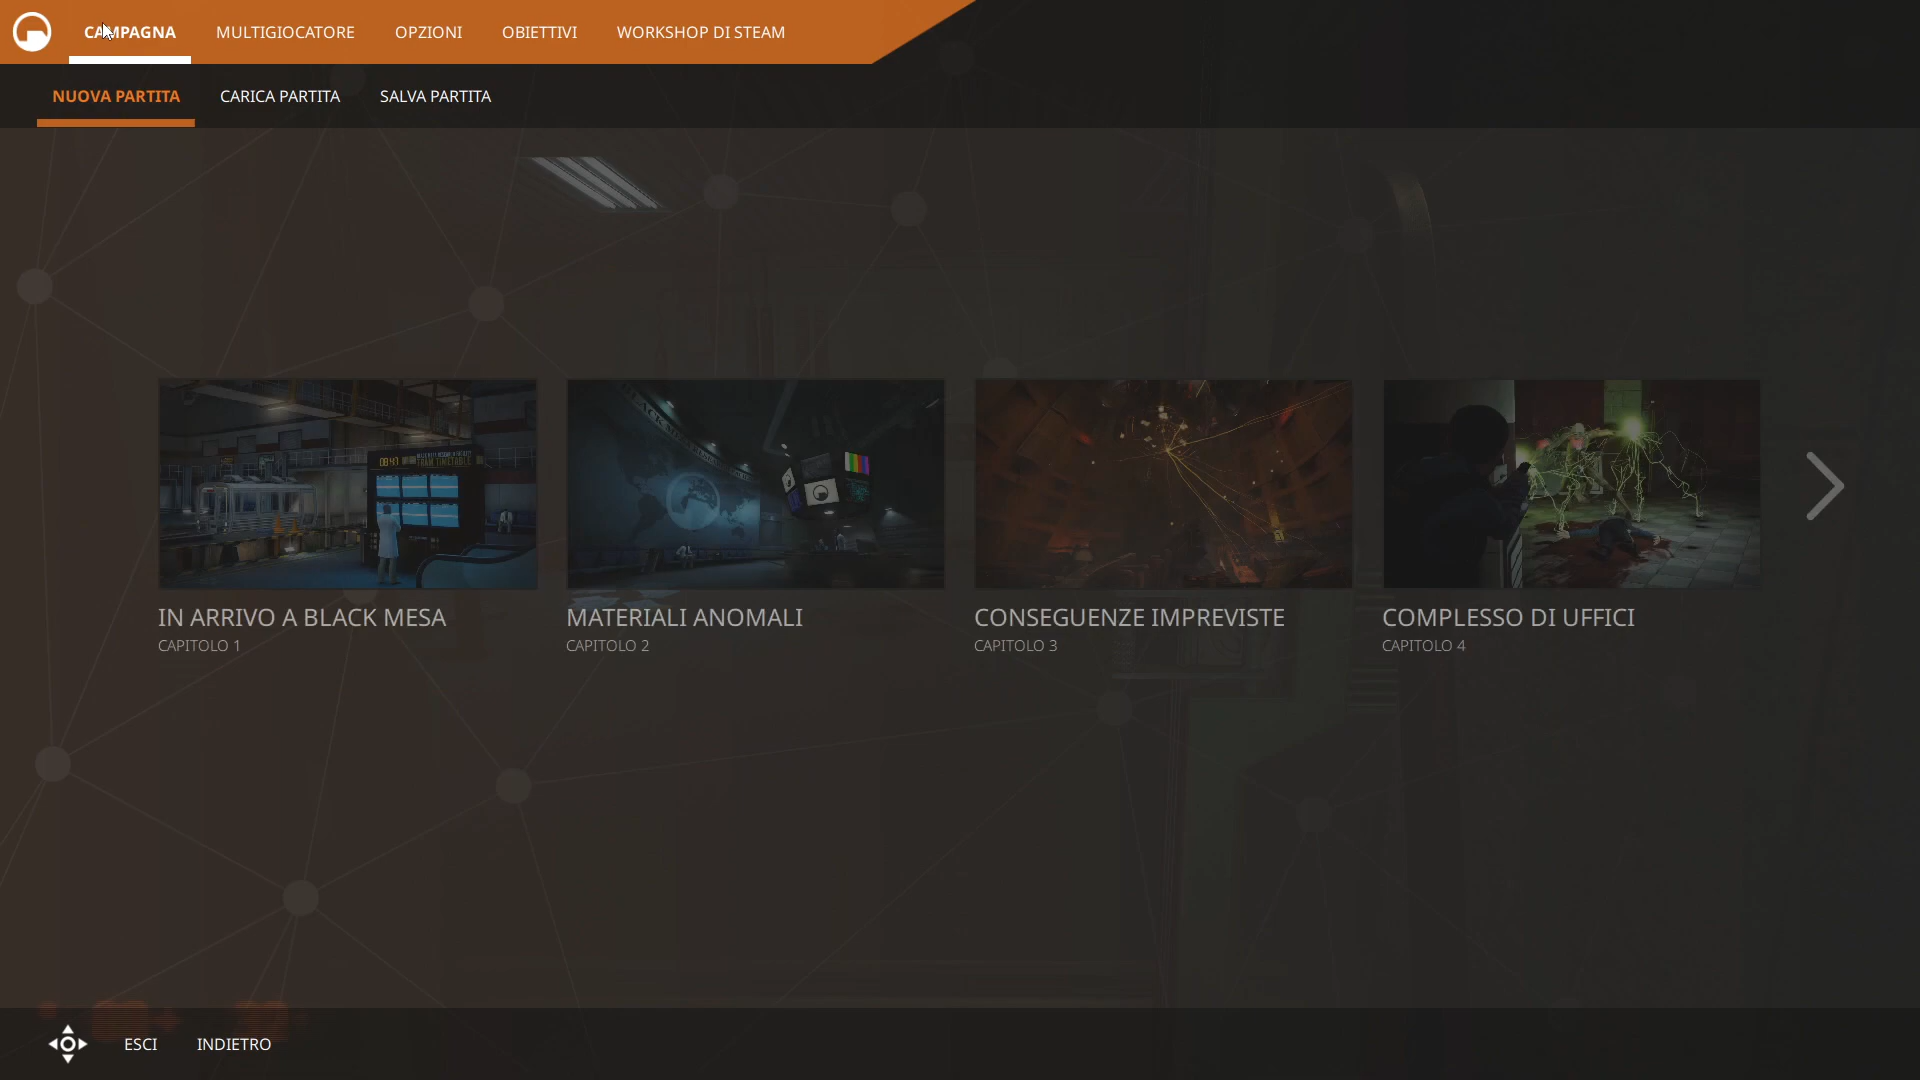 CAMPAGNA MULTIGIOCATORE OPZIONI OBIETTIVI WORKSHOP DI STEAM
NUOVA PARTITA CARICA PARTITA SALVA PARTITA
IN ARRIVO A BLACK MESA
CAPITOLO 1
MATERIALI ANOMALI
CAPITOLO 2
CONSEGUENZE IMPREVISTE
CAPITOLO 3
COMPLESSO DI UFFICI
CAPITOLO 4
ESCI INDIETRO